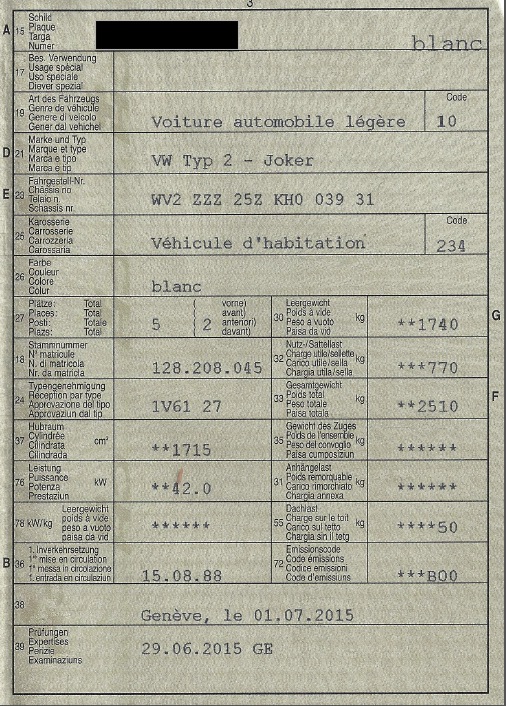 3
A 15 Schild
Plaque
Targa
Numer
blanc
17 Bes. Verwendung
Usage spécial
Uso speciale
Diever spezial
19 Art des Fahrzeugs
Genre de véhicule
Genere di veicolo
Gener dal vehichel
Voiture automobile légère
Code
10
D 21 Marke und Typ
Marque et type
Marca e tipo
Marca e tip
VW Typ 2 - Joker
E 23 Fahrgestell-Nr.
Châssis no
Telaio n.
Schassis nr.
WV2 ZZZ 25Z KH0 039 31
25 Karosserie
Carrosserie
Carrozzeria
Carossaria
Véhicule d'habitation
Code
234
26 Farbe
Couleur
Colore
Colur
blanc
27 Plätze: Total ( vorne)
Places: Total ( avant)
Posti: Totale ( anteriori)
Plazs: Total ( davant)
5 2
30 Leergewicht
Poids à vide
Peso a vuoto
Paisa da vid
kg
**1740
G
18 Stammnummer
N° matricule
N. di matricola
Nr. da matricla
128.208.045
32 Nutz-/Sattellast
Charge utile/sellette
Carico utile/sella
Chargia utila/sella
kg
***770
24 Typengenehmigung
Réception par type
Approvazione del tipo
Approvaziun dal tip
1V61 27
33 Gesamtgewicht
Poids total
Peso totale
Paisa totala
kg
**2510
F
37 Hubraum
Cylindrée
Cilindrata
Cilindrada
cm³
**1715
35 Gewicht des Zuges
Poids de l'ensemble
Peso del convoglio
Paisa cumposiziun
kg
******
76 Leistung
Puissance
Potenza
Prestaziun
kW
**42.0
31 Anhängelast
Poids remorquable
Carico rimorchiato
Chargia annexa
kg
******
78 kW/kg Leergewicht
poids à vide
peso a vuoto
paisa da vid
******
55 Dachlast
Charge sur le toit
Carico sul tetto
Chargia sin il tetg
kg
****50
B 36 1. Inverkehrsetzung
1re mise en circulation
1a messa in circolazione
1. entrada en circulaziun
15.08.88
72 Emissionscode
Code émissions
Codice emissioni
Code d'emissiuns
***B00
38
Genève, le 01.07.2015
39 Prüfungen
Expertises
Perizie
Examinaziuns
29.06.2015 GE